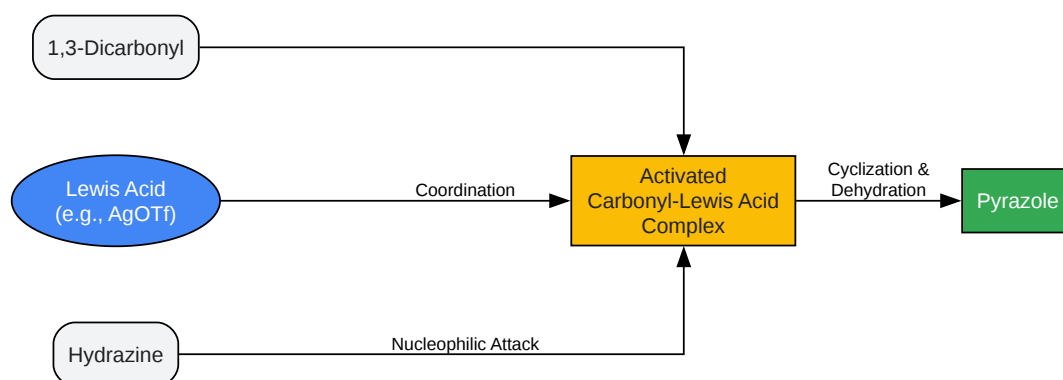 1,3-Dicarbonyl
Lewis Acid
(e.g., AgOTf)
Coordination
Activated
Carbonyl-Lewis Acid
Complex
Cyclization &
Dehydration
Pyrazole
Hydrazine
Nucleophilic Attack